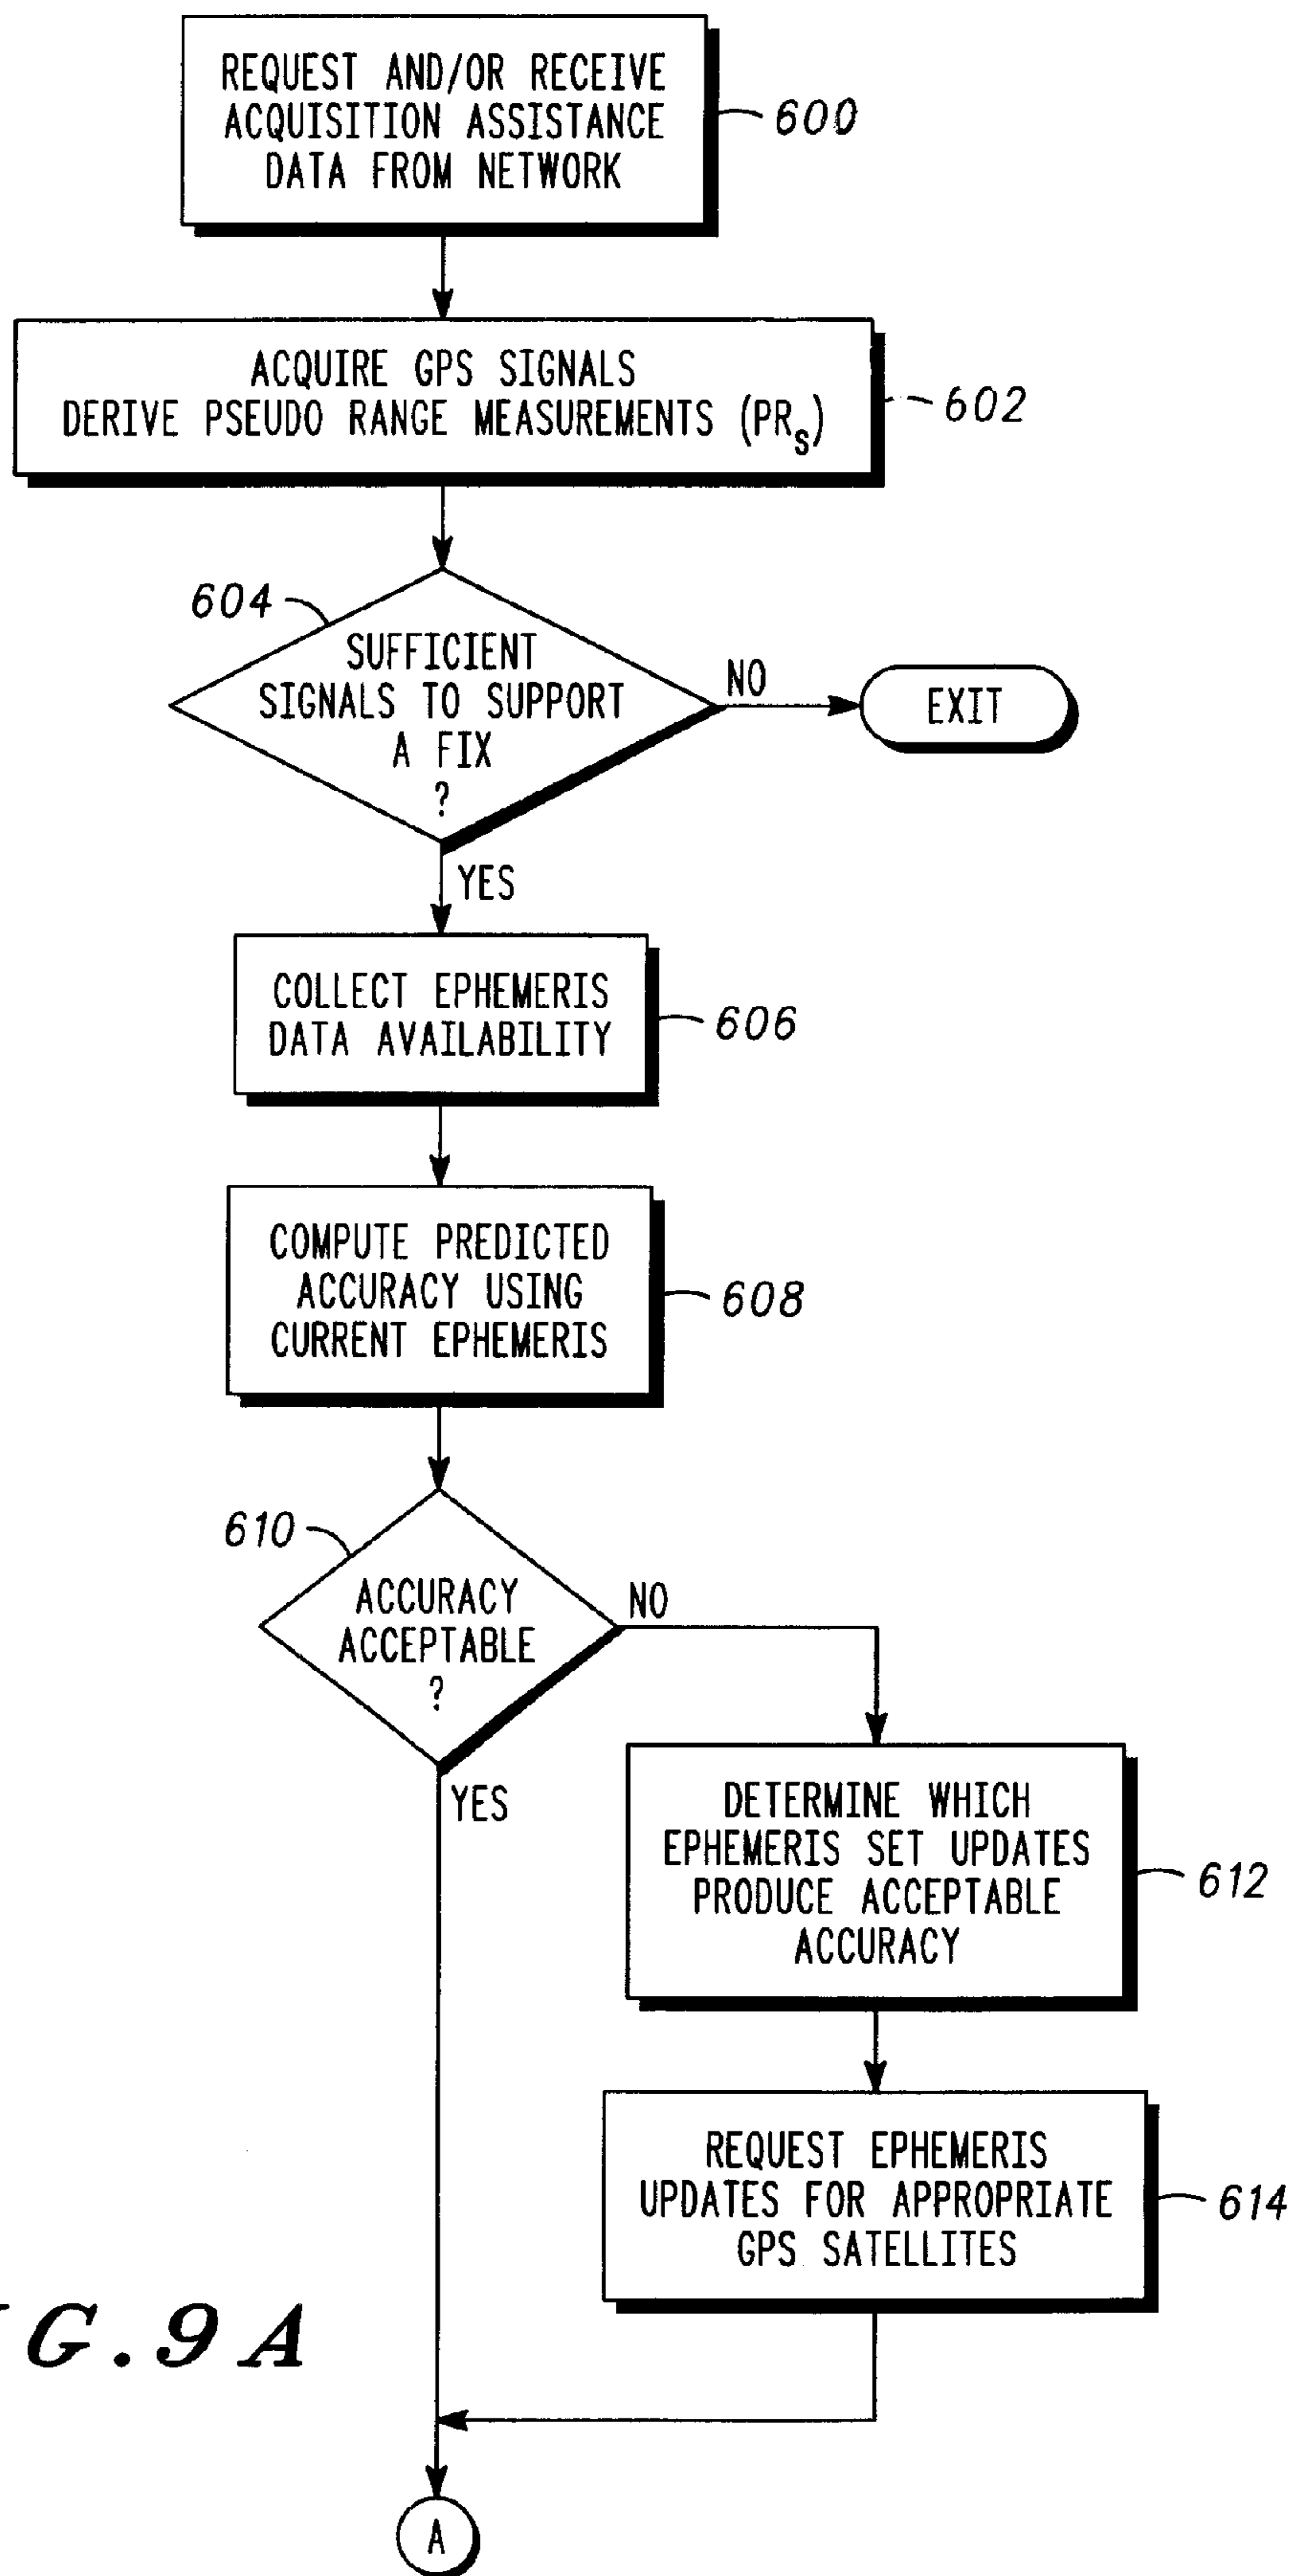 REQUEST AND/OR RECEIVE
ACQUISITION ASSISTANCE
DATA FROM NETWORK
600
ACQUIRE GPS SIGNALS
DERIVE PSEUDO RANGE MEASUREMENTS (PRs)
602
604
SUFFICIENT
SIGNALS TO SUPPORT
A FIX
?
NO
EXIT
YES
COLLECT EPHEMERIS
DATA AVAILABILITY
606
COMPUTE PREDICTED
ACCURACY USING
CURRENT EPHEMERIS
608
610
ACCURACY
ACCEPTABLE
?
NO
YES
DETERMINE WHICH
EPHEMERIS SET UPDATES
PRODUCE ACCEPTABLE
ACCURACY
612
REQUEST EPHEMERIS
UPDATES FOR APPROPRIATE
GPS SATELLITES
614
G.9A
A